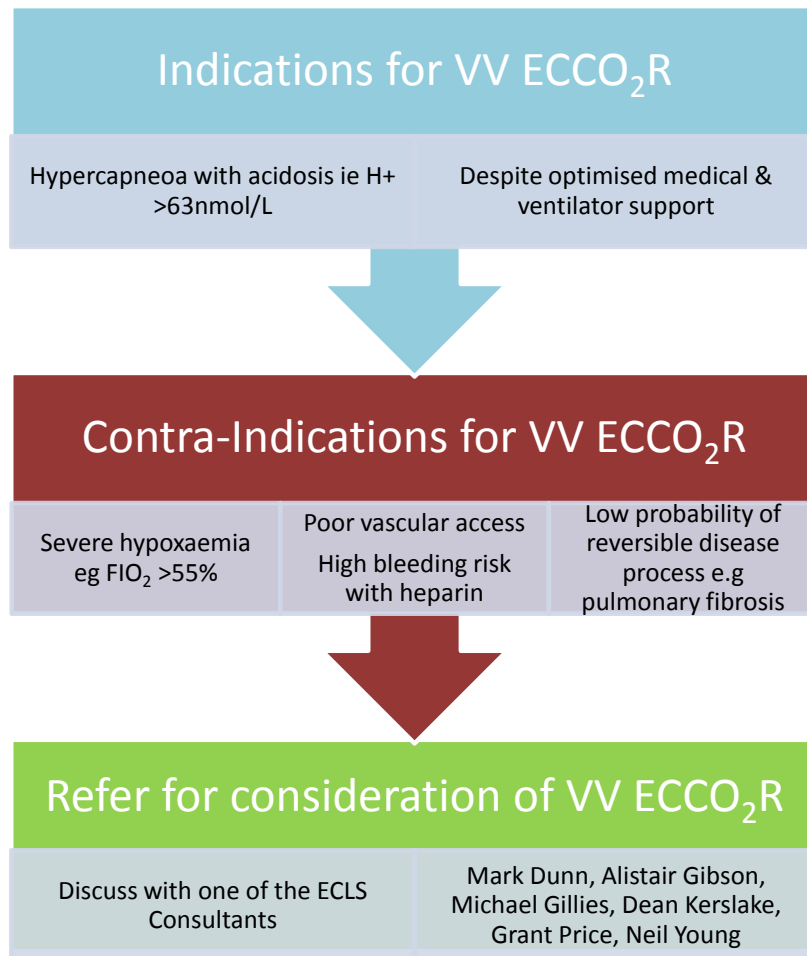 Indications for VV ECCO₂R
Hypercapneoa with acidosis ie H+
>63nmol/L
Despite optimised medical &
ventilator support
Contra-Indications for VV ECCO₂R
Severe hypoxaemia
eg FIO₂ >55%
Poor vascular access
High bleeding risk
with heparin
Low probability of
reversible disease
process e.g
pulmonary fibrosis
Refer for consideration of VV ECCO₂R
Discuss with one of the ECLS
Consultants
Mark Dunn, Alistair Gibson,
Michael Gillies, Dean Kerslake,
Grant Price, Neil Young